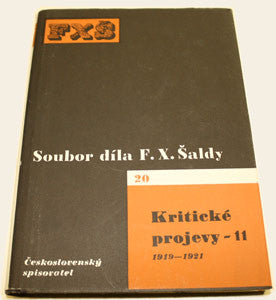 FXŠ
Soubor díla F. X. Šaldy
20
Kritické
projevy - 11
1919—1921
Československý
spisovatel